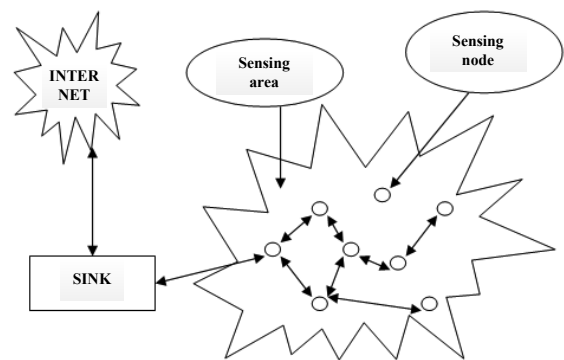 INTER
NET
Sensing
area
Sensing
node
SINK